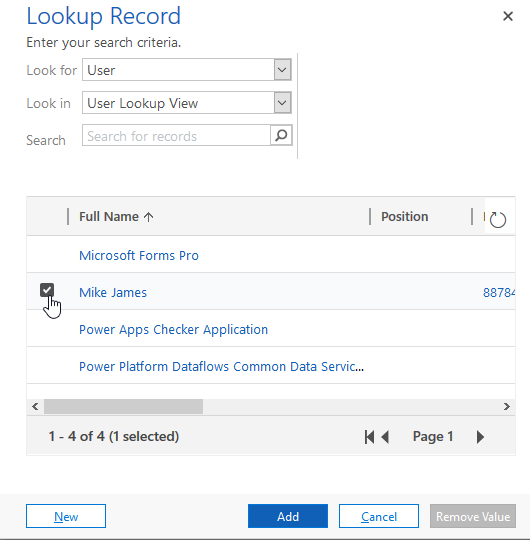 Lookup Record
Enter your search criteria.
Look for User
Look in User Lookup View
Search Search for records
Full Name Position
Microsoft Forms Pro
Mike James 88784
Power Apps Checker Application
Power Platform Dataflows Common Data Servic...
1 - 4 of 4 (1 selected) Page 1
New Add Cancel Remove Value